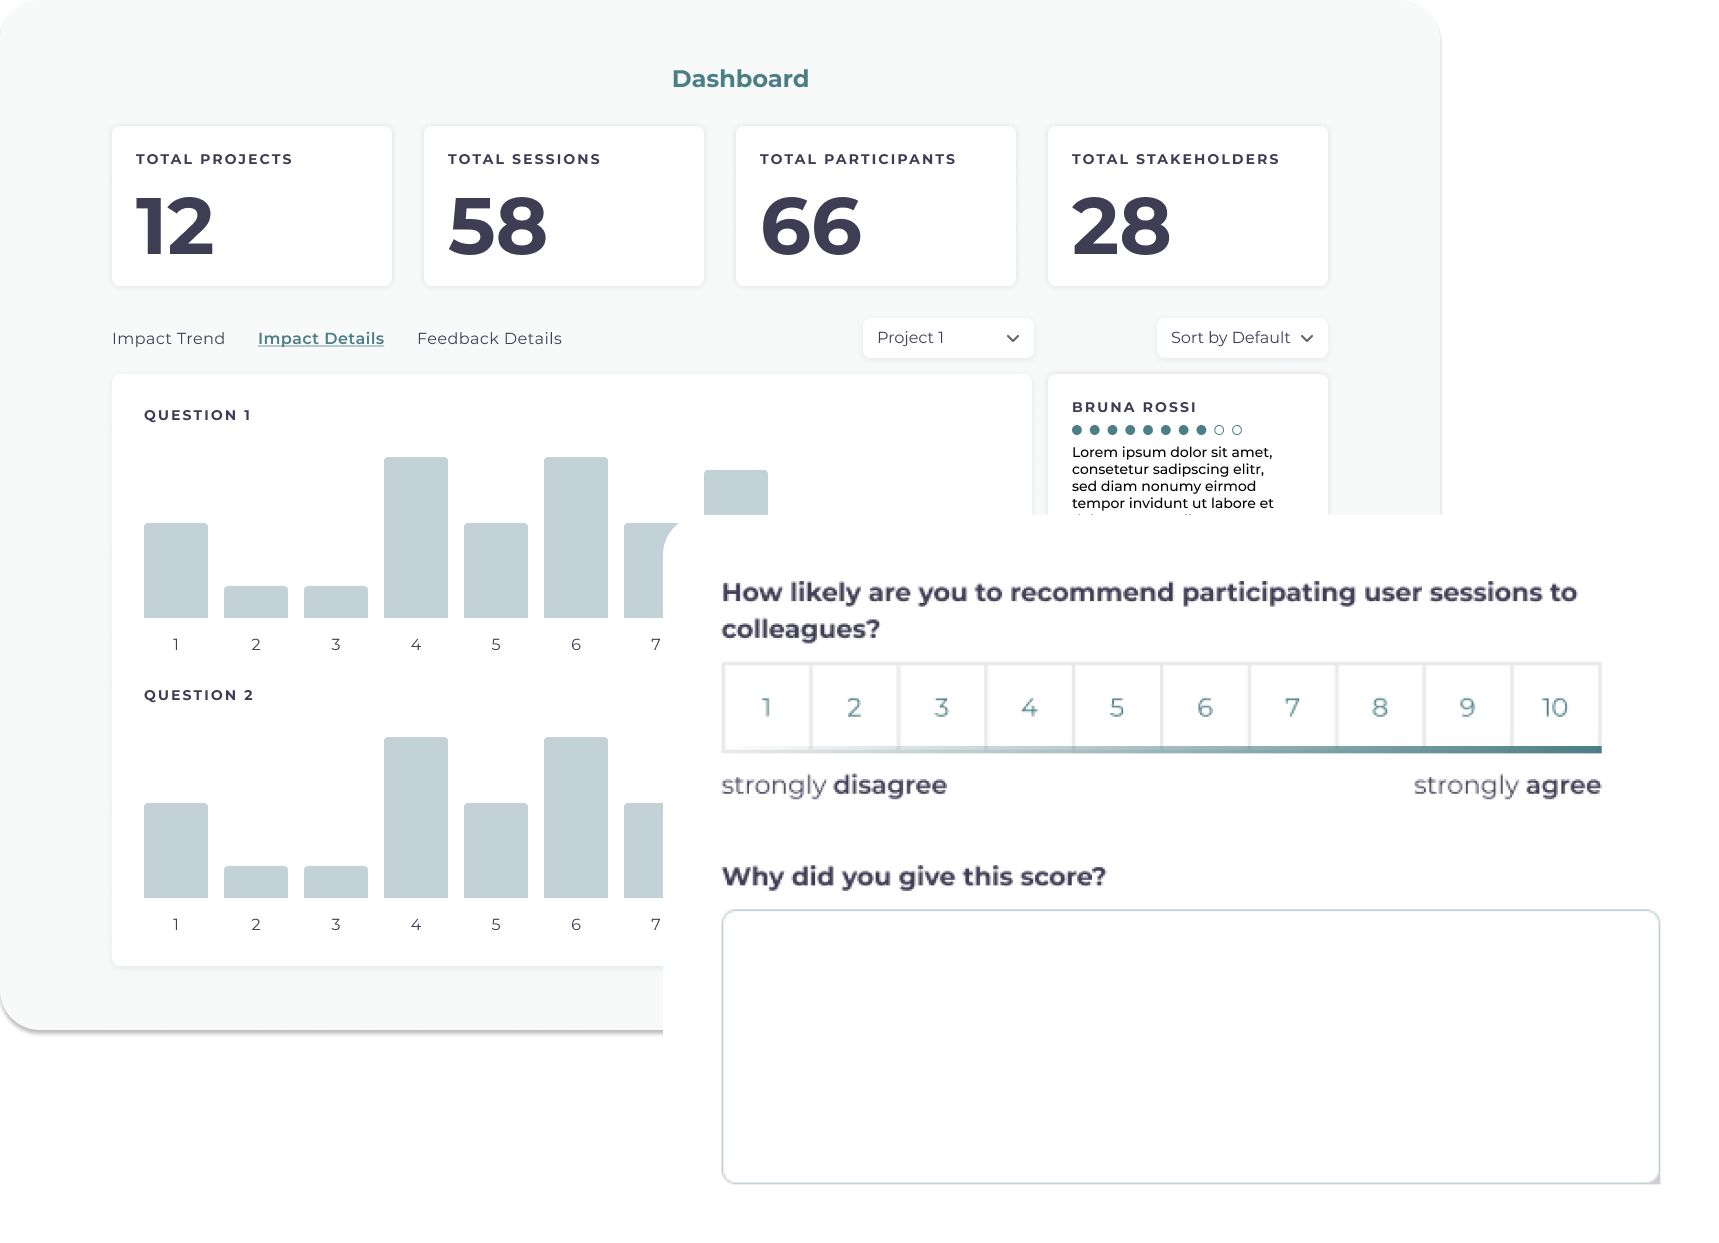 Dashboard
TOTAL PROJECTS
12
TOTAL SESSIONS
58
TOTAL PARTICIPANTS
66
TOTAL STAKEHOLDERS
28
Impact Trend Impact Details Feedback Details
Project 1
Sort by Default
QUESTION 1
1 2 3 4 5 6 7
QUESTION 2
1 2 3 4 5 6 7
BRUNA ROSSI
Lorem ipsum dolor sit amet,
consetetur sadipscing elitr,
sed diam nonumy eirmod
tempor invidunt ut labore et
How likely are you to recommend participating user sessions to
colleagues?
1 2 3 4 5 6 7 8 9 10
strongly disagree
strongly agree
Why did you give this score?